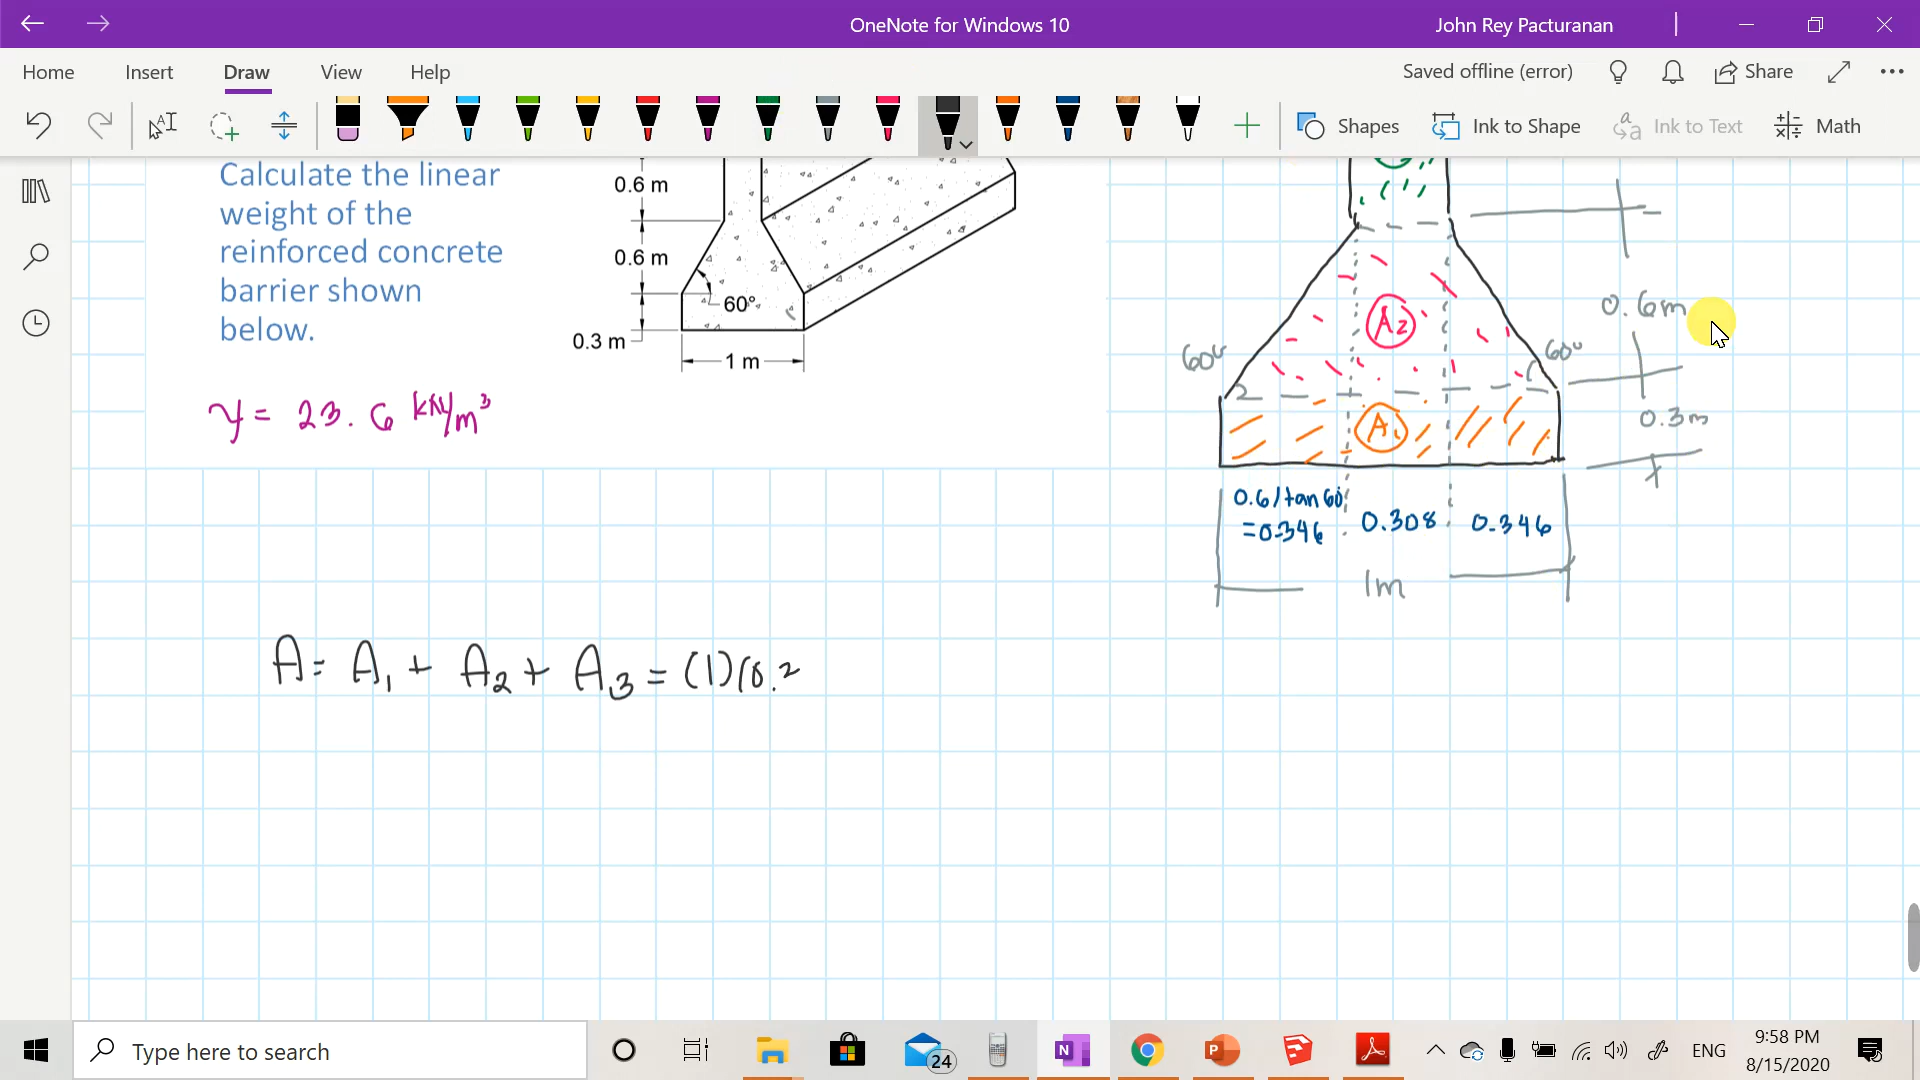 OneNote for Windows 10
John Rey Pacturanan
Home Insert Draw View Help
Saved offline (error)
Share
Shapes
Ink to Shape
Ink to Text
Math
Calculate the linear
weight of the
reinforced concrete
barrier shown
below.
0.6 m
0.6 m
60°
0.3 m
1 m
γ = 23.6 kN/m³
A₂
60°
60°
0.6m
A₁
0.3m
0.6/tan60
=0.346
0.308
0.346
1m
A= A₁ + A₂ + A₃ = (1)(0.2
Type here to search
24
ENG
9:58 PM
8/15/2020